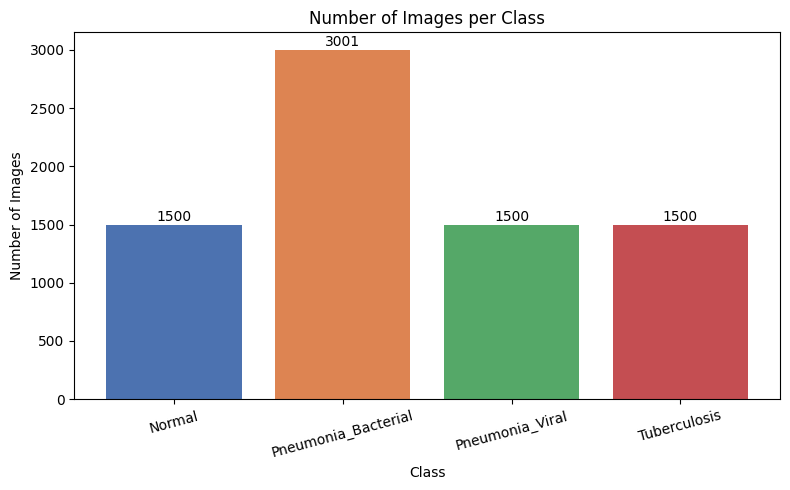 Number of Images per Class
Number of Images
3000
2500
2000
1500
1000
500
0
1500
3001
1500
1500
Normal
Pneumonia_Bacterial
Pneumonia_Viral
Tuberculosis
Class